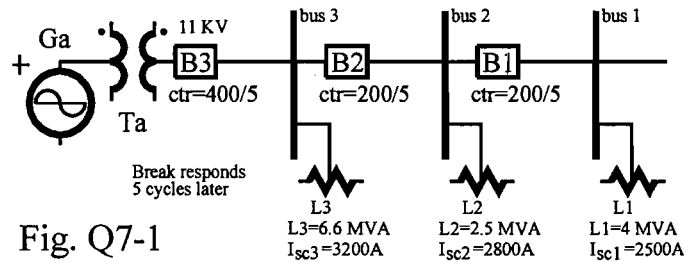 Ga
+
Ta
11 KV
B3
ctr=400/5
bus 3
B2
ctr=200/5
bus 2
B1
ctr=200/5
bus 1
Break responds
5 cycles later
L3
L3=6.6 MVA
Isc3=3200A
L2
L2=2.5 MVA
Isc2=2800A
L1
L1=4 MVA
Isc1=2500A
Fig. Q7-1